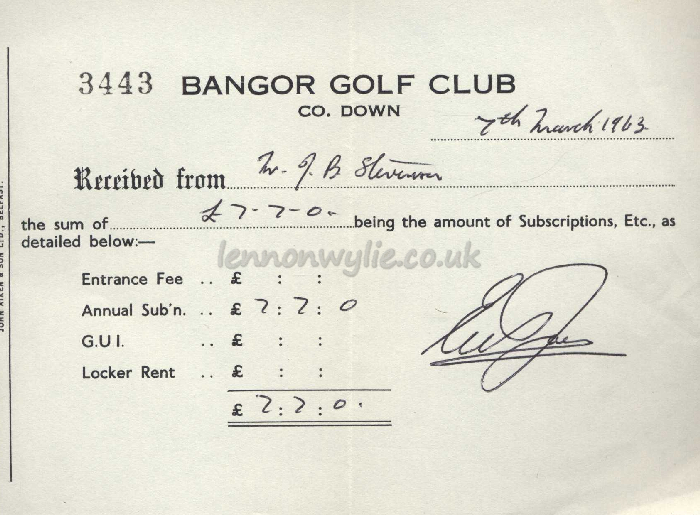 3443 BANGOR GOLF CLUB
CO. DOWN
7th March 1963
Received from Mr. J. B Stevenson
the sum of £7-7-0. being the amount of Subscriptions, Etc., as
detailed below:—
lennonwylie.co.uk
Entrance Fee .. £ : :
Annual Sub'n. .. £ 7 : 7 : 0
G.U I. .. £ : :
Locker Rent .. £ : :
£ 7 : 7 : 0.
JOHN AIKEN & SON LTD., BELFAST.